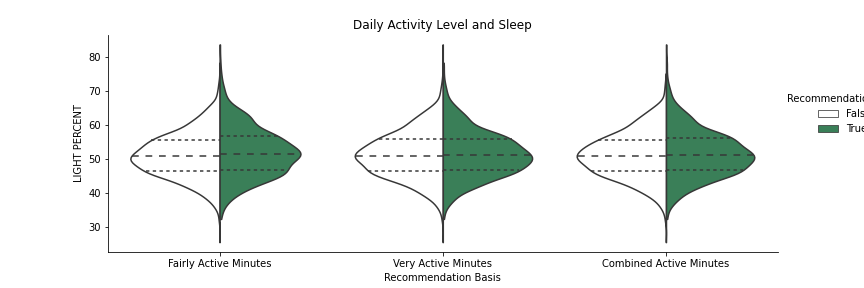 Daily Activity Level and Sleep
LIGHT PERCENT
80
70
60
50
40
30
Fairly Active Minutes
Very Active Minutes
Combined Active Minutes
Recommendation Basis